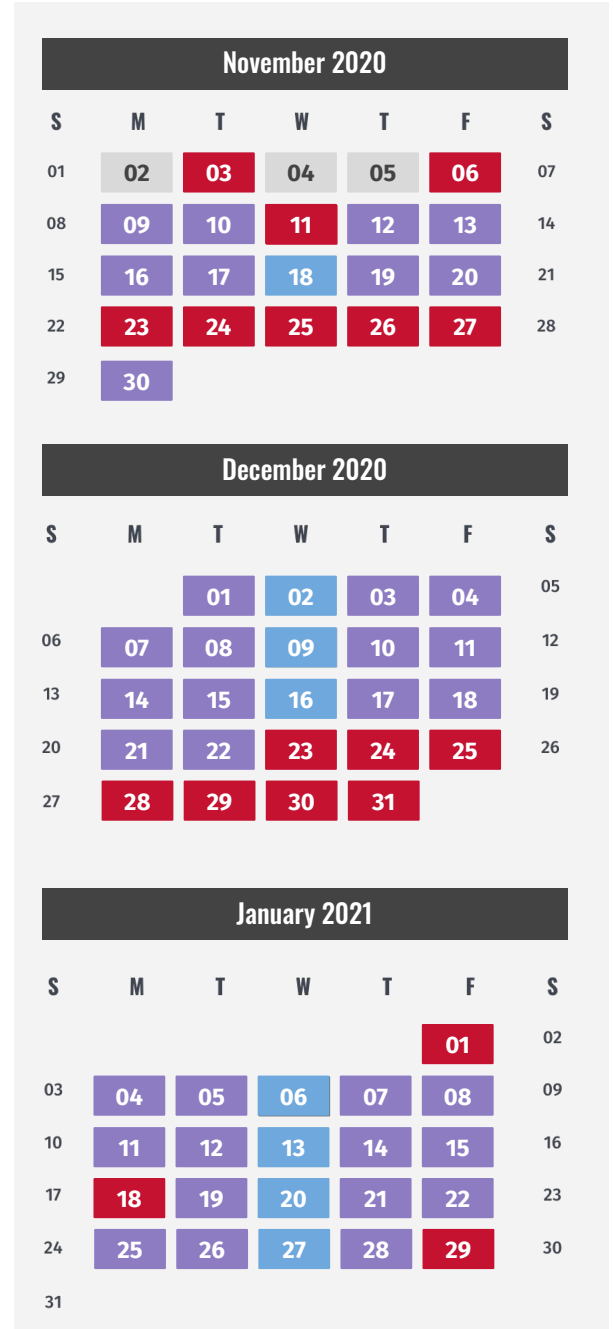 November 2020
S M T W T F S
01 02 03 04 05 06 07
08 09 10 11 12 13 14
15 16 17 18 19 20 21
22 23 24 25 26 27 28
29 30
December 2020
S M T W T F S
01 02 03 04 05
06 07 08 09 10 11 12
13 14 15 16 17 18 19
20 21 22 23 24 25 26
27 28 29 30 31
January 2021
S M T W T F S
01 02
03 04 05 06 07 08 09
10 11 12 13 14 15 16
17 18 19 20 21 22 23
24 25 26 27 28 29 30
31